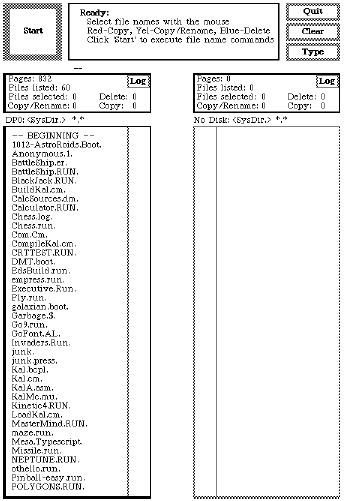 Start
Ready:
Select file names with the mouse
Red-Copy, Yel-Copy/Rename, Blue-Delete
Click 'Start' to execute file name commands
Quit
Clear
Type
--
Pages: 832
Log
Files listed: 60
Files selected: 0 Delete: 0
Copy/Rename: 0 Copy: 0
DP0: <SysDir.> *.*
Pages: 0
Log
Files listed: 0
Files selected: 0 Delete: 0
Copy/Rename: 0 Copy: 0
No Disk: <SysDir.> *.*
-- BEGINNING --
1012-AstroRoids.Boot.
Anonymous.1.
BattleShip.er.
BattleShip.RUN.
BlackJack.RUN.
BuildKal.cm.
CalcSources.dm.
Calculator.RUN.
Chess.log.
Chess.run.
Com.Cm.
CompileKal.cm.
CRTTEST.RUN.
DMT.boot.
EdsBuild.run.
empress.run.
Executive.Run.
Fly.run.
galaxian.boot.
Garbage.$.
Go9.run.
GoFont.AL.
Invaders.Run.
junk.
junk.press.
Kal.bcpl.
Kal.cm.
KalA.asm.
KalMc.mu.
Kinetic4.RUN.
LoadKal.cm.
MasterMind.RUN.
maze.run.
Mesa.Typescript.
Missile.run.
NEPTUNE.RUN.
othello.run.
Pinball-easy.run.
POLYGONS.RUN.